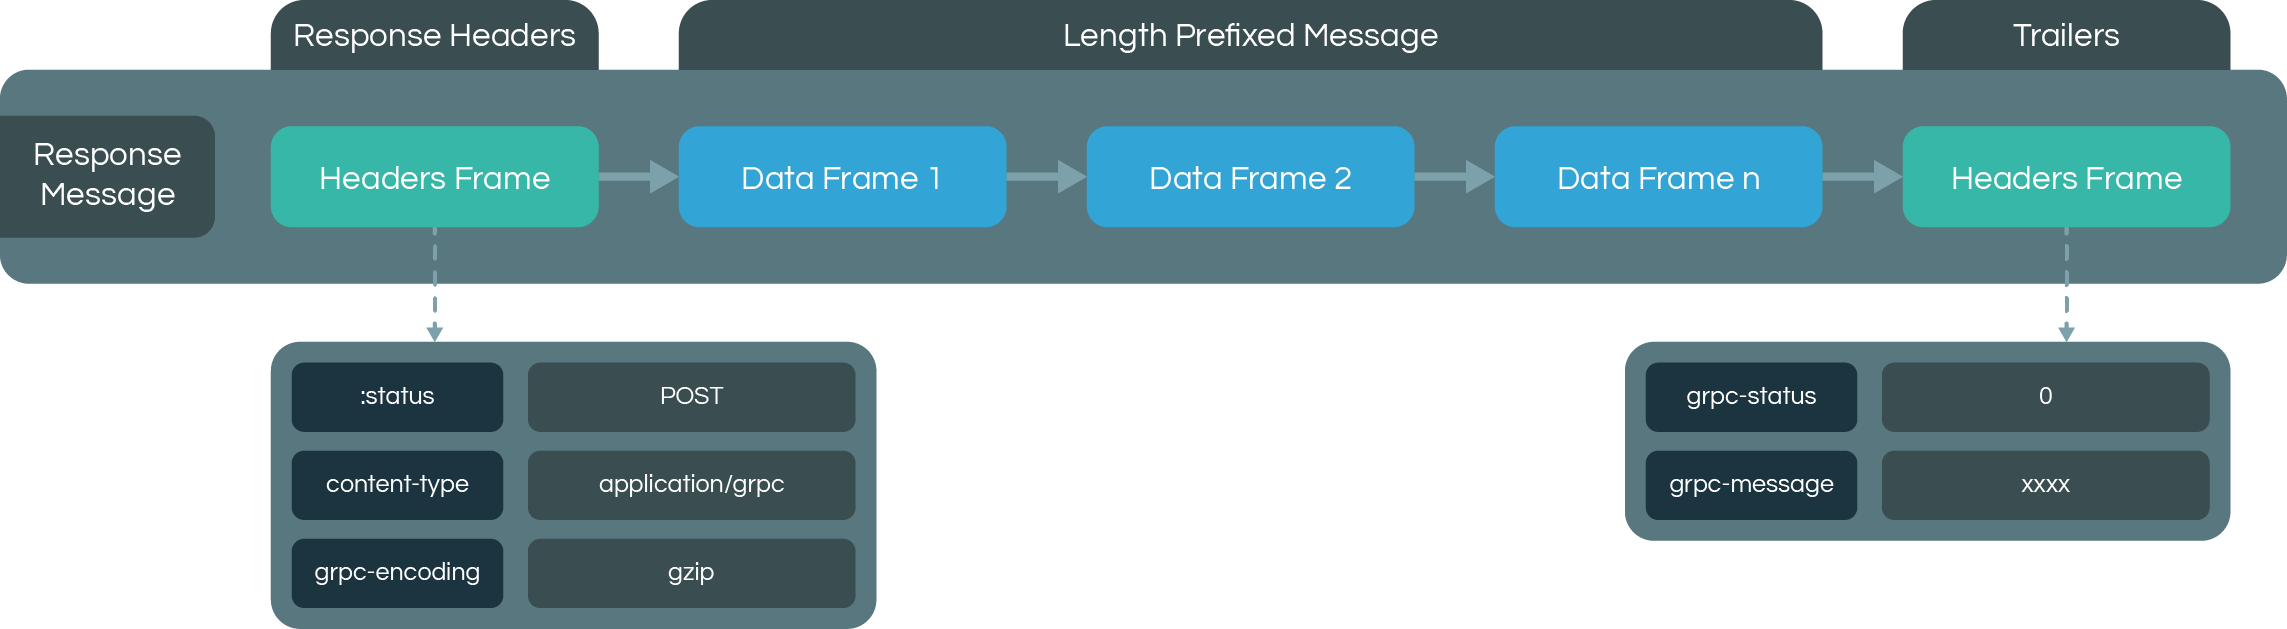 Response Headers
Length Prefixed Message
Trailers
Response
Message
Headers Frame
Data Frame 1
Data Frame 2
Data Frame n
Headers Frame
:status
POST
content-type
application/grpc
grpc-encoding
gzip
grpc-status
0
grpc-message
xxxx